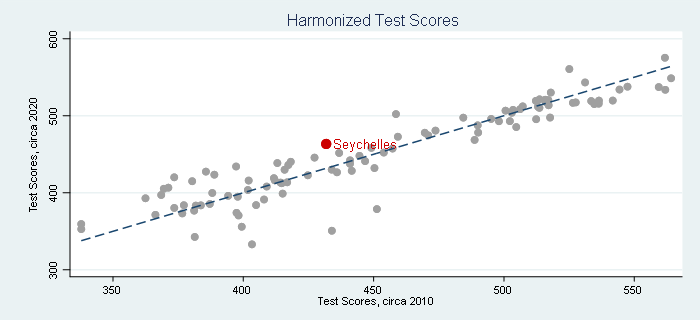 Harmonized Test Scores
600
500
400
300
Test Scores, circa 2020
Seychelles
350 400 450 500 550
Test Scores, circa 2010